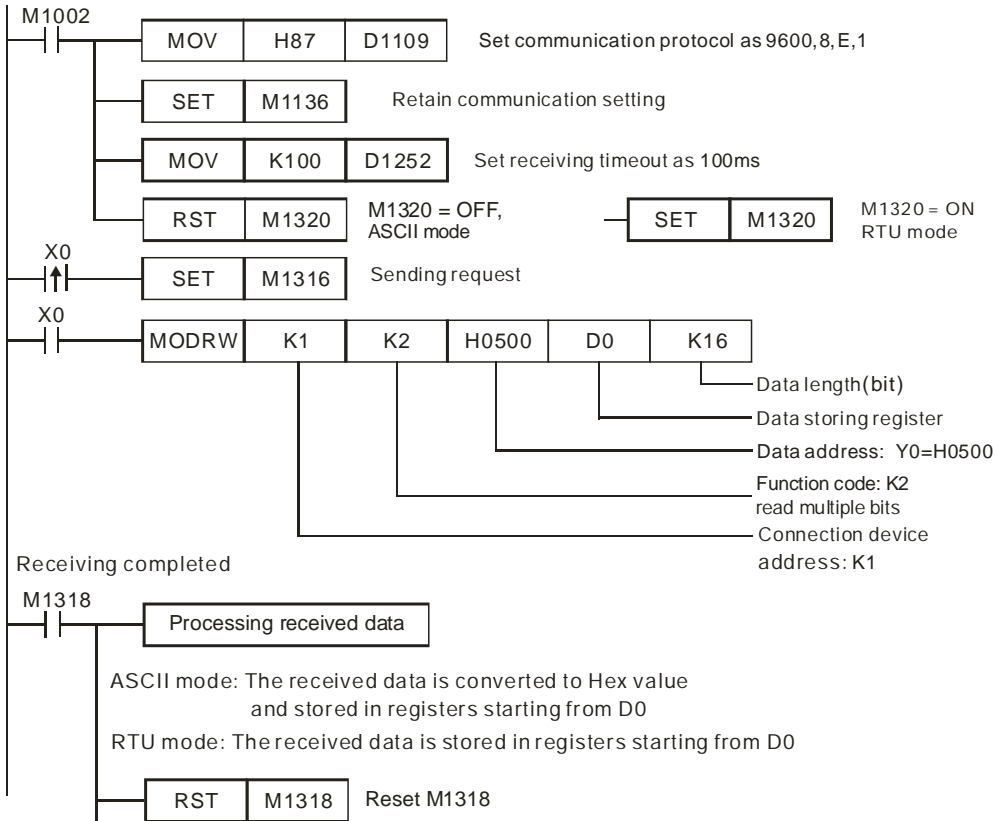 M1002
MOV H87 D1109 Set communication protocol as 9600,8,E,1
SET M1136 Retain communication setting
MOV K100 D1252 Set receiving timeout as 100ms
RST M1320 M1320 = OFF,
ASCII mode
SET M1320 M1320 = ON
RTU mode
X0
SET M1316 Sending request
X0
MODRW K1 K2 H0500 D0 K16
Data length(bit)
Data storing register
Data address: Y0=H0500
Function code: K2
read multiple bits
Connection device
address: K1
Receiving completed
M1318
Processing received data
ASCII mode: The received data is converted to Hex value
and stored in registers starting from D0
RTU mode: The received data is stored in registers starting from D0
RST M1318 Reset M1318